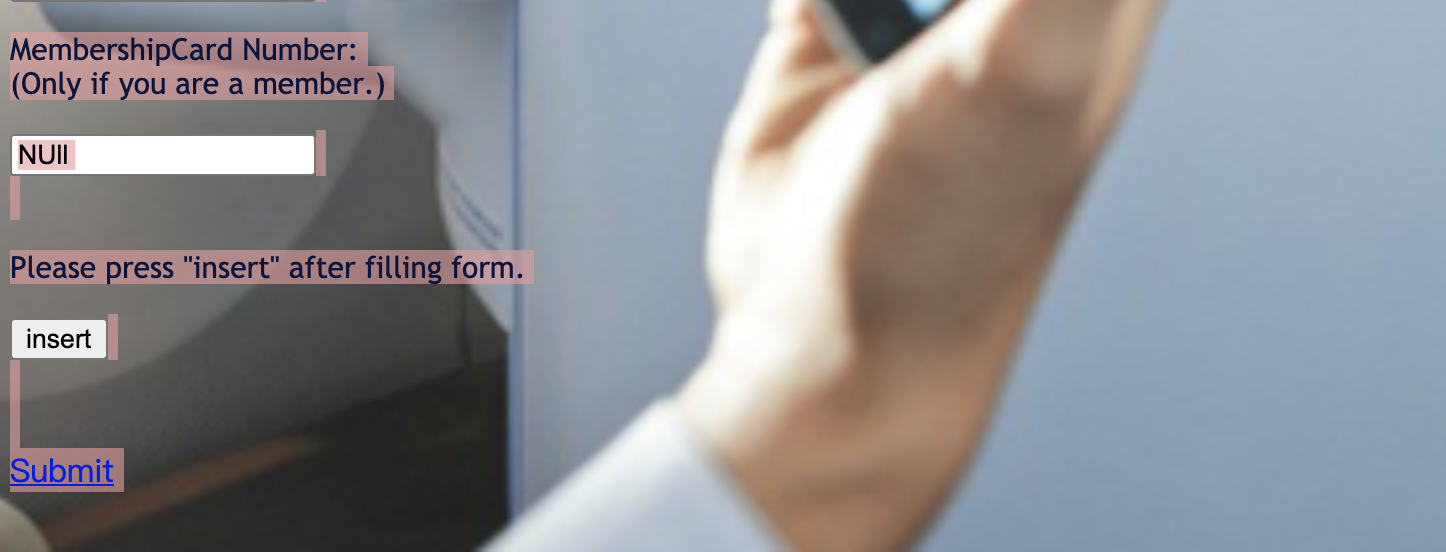 MembershipCard Number:
(Only if you are a member.)
NUll
Please press "insert" after filling form.
insert
Submit